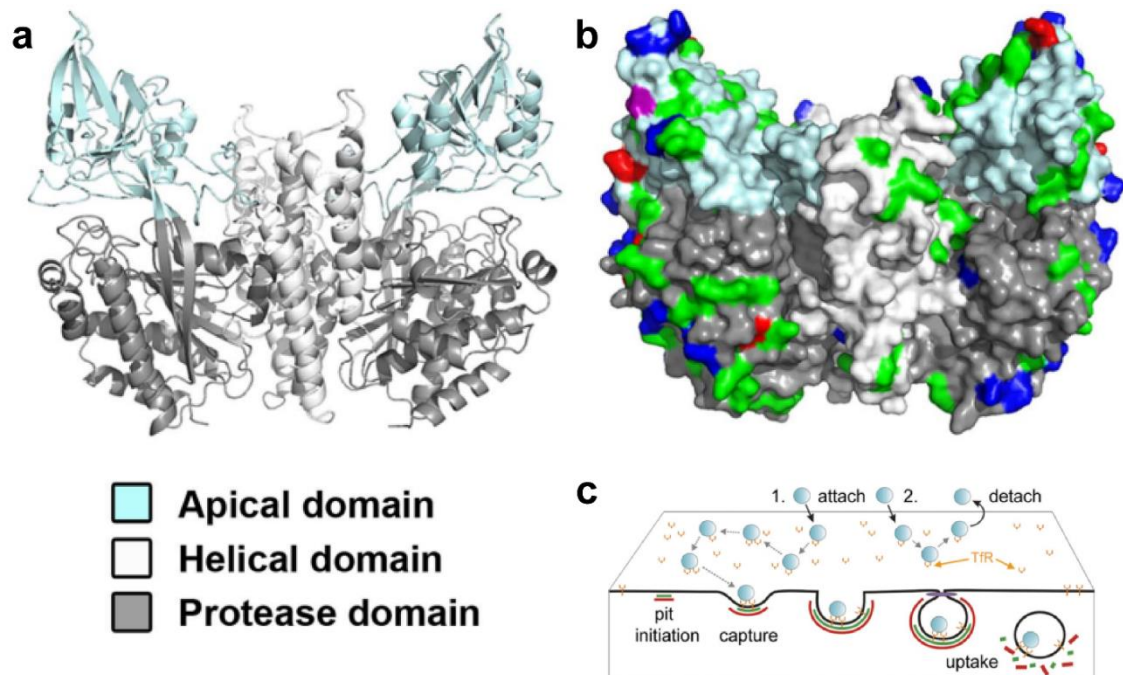 a
b
Apical domain
Helical domain
Protease domain
c
1. attach 2. detach
TfR
pit
initiation
capture
uptake